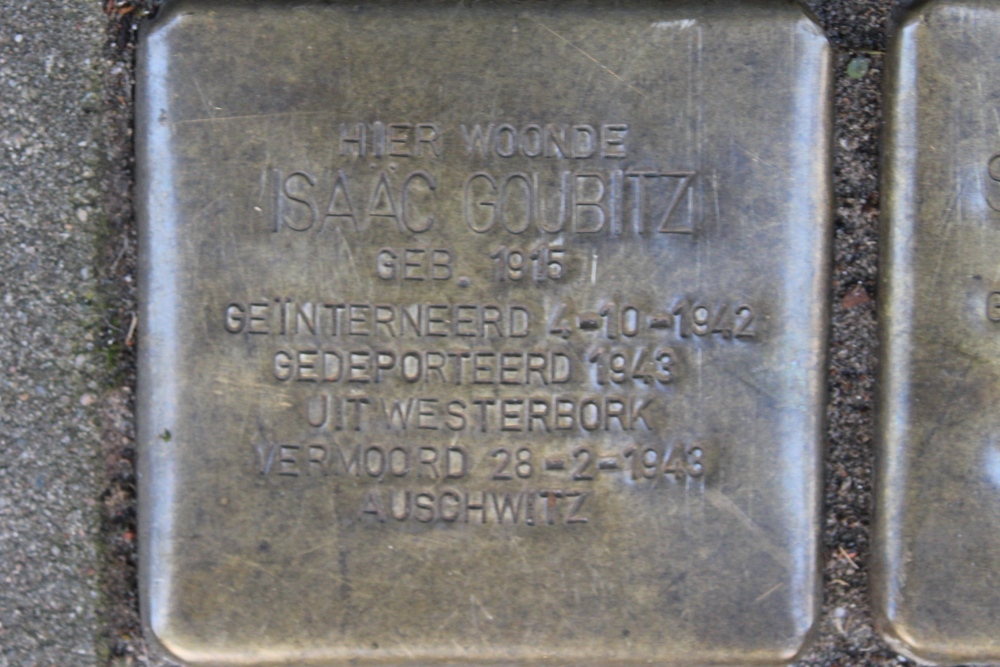 HIER WOONDE
ISAAC GOUBITZ
GEB. 1915
GEÏNTERNEERD 4-10-1942
GEDEPORTEERD 1943
UIT WESTERBORK
VERMOORD 28-2-1943
AUSCHWITZ